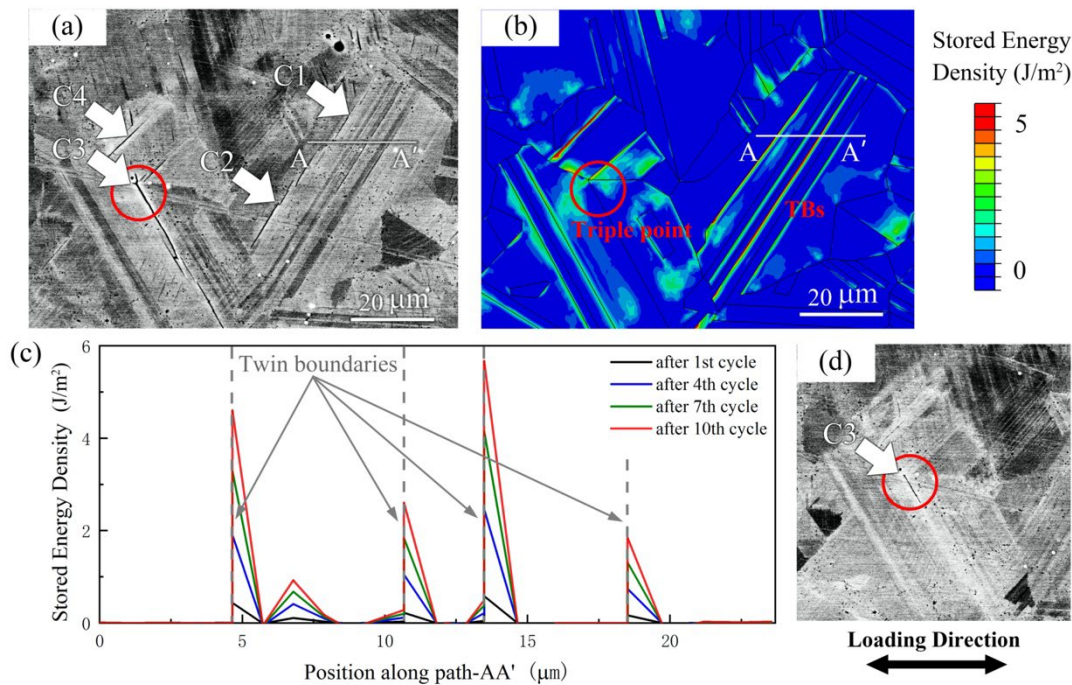 (a)
C4
C3
C1
C2
A
A′
20 μm
(b)
A
A′
TBs
Triple point
20 μm
Stored Energy
Density (J/m²)
5
0
(c)
6
4
2
0
Stored Energy Density (J/m²)
Twin boundaries
after 1st cycle
after 4th cycle
after 7th cycle
after 10th cycle
0
5
10
15
20
Position along path-AA' (μm)
(d)
C3
Loading Direction